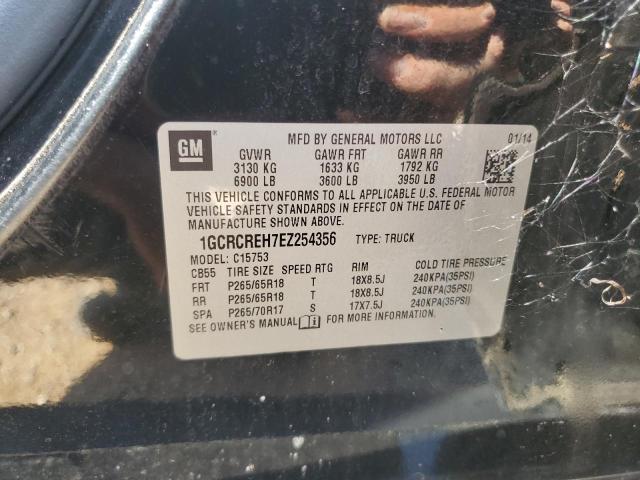 GM
MFD BY GENERAL MOTORS LLC 01/14
GVWR GAWR FRT GAWR RR
3130 KG 1633 KG 1792 KG
6900 LB 3600 LB 3950 LB
THIS VEHICLE CONFORMS TO ALL APPLICABLE U.S. FEDERAL MOTOR
VEHICLE SAFETY STANDARDS IN EFFECT ON THE DATE OF
MANUFACTURE SHOWN ABOVE.
1GCRCREH7EZ254356 TYPE: TRUCK
MODEL: C15753
CB55 TIRE SIZE SPEED RTG RIM COLD TIRE PRESSURE
FRT P265/65R18 T 18X8.5J 240KPA(35PSI)
RR P265/65R18 T 18X8.5J 240KPA(35PSI)
SPA P265/70R17 S 17X7.5J 240KPA(35PSI)
SEE OWNER'S MANUAL FOR MORE INFORMATION.